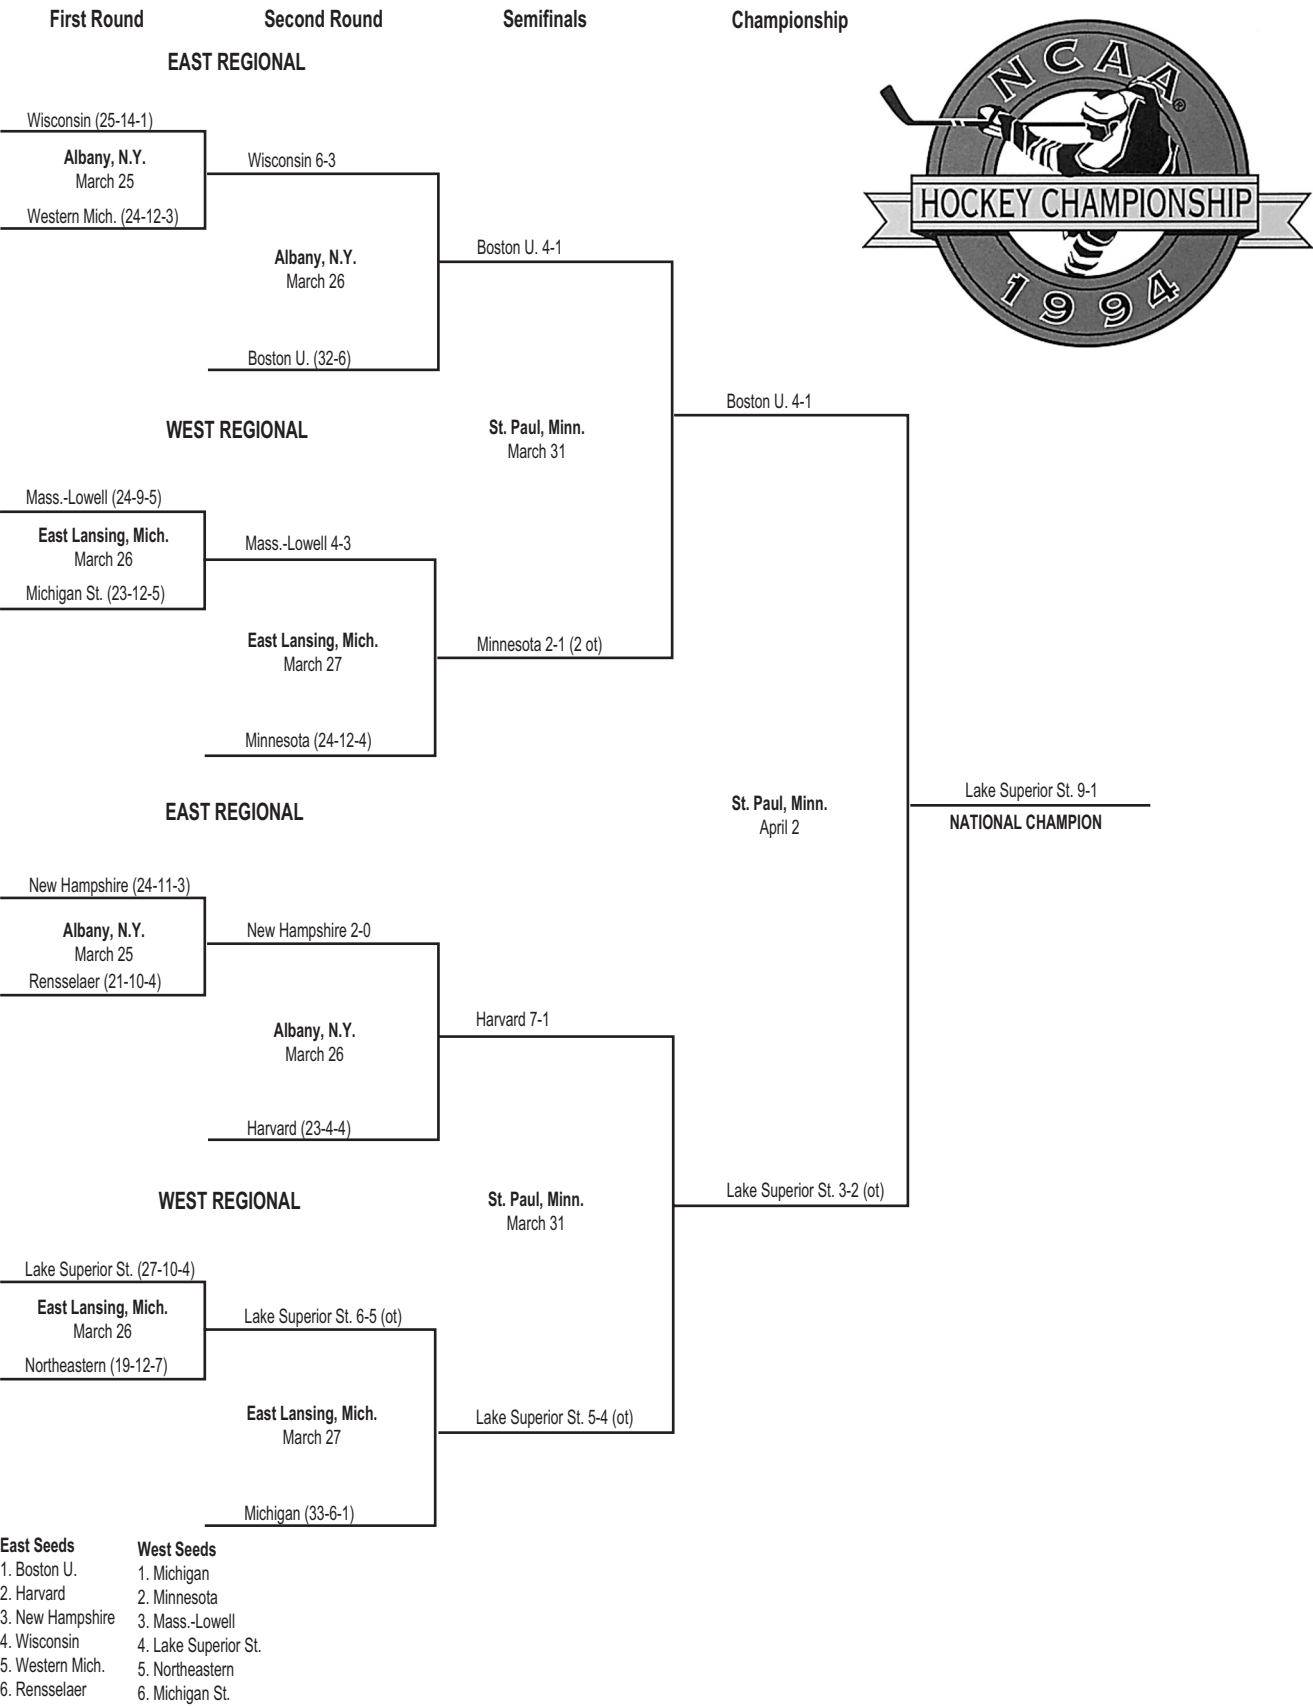 First Round
Second Round
Semifinals
Championship
EAST REGIONAL
NCAA®
HOCKEY CHAMPIONSHIP
1994
Wisconsin (25-14-1)
Albany, N.Y.
March 25
Western Mich. (24-12-3)
Wisconsin 6-3
Albany, N.Y.
March 26
Boston U. (32-6)
Boston U. 4-1
WEST REGIONAL
St. Paul, Minn.
March 31
Boston U. 4-1
Mass.-Lowell (24-9-5)
East Lansing, Mich.
March 26
Michigan St. (23-12-5)
Mass.-Lowell 4-3
East Lansing, Mich.
March 27
Minnesota (24-12-4)
Minnesota 2-1 (2 ot)
EAST REGIONAL
St. Paul, Minn.
April 2
Lake Superior St. 9-1
NATIONAL CHAMPION
New Hampshire (24-11-3)
Albany, N.Y.
March 25
Rensselaer (21-10-4)
New Hampshire 2-0
Albany, N.Y.
March 26
Harvard (23-4-4)
Harvard 7-1
WEST REGIONAL
St. Paul, Minn.
March 31
Lake Superior St. 3-2 (ot)
Lake Superior St. (27-10-4)
East Lansing, Mich.
March 26
Northeastern (19-12-7)
Lake Superior St. 6-5 (ot)
East Lansing, Mich.
March 27
Michigan (33-6-1)
Lake Superior St. 5-4 (ot)
East Seeds
1. Boston U.
2. Harvard
3. New Hampshire
4. Wisconsin
5. Western Mich.
6. Rensselaer
West Seeds
1. Michigan
2. Minnesota
3. Mass.-Lowell
4. Lake Superior St.
5. Northeastern
6. Michigan St.